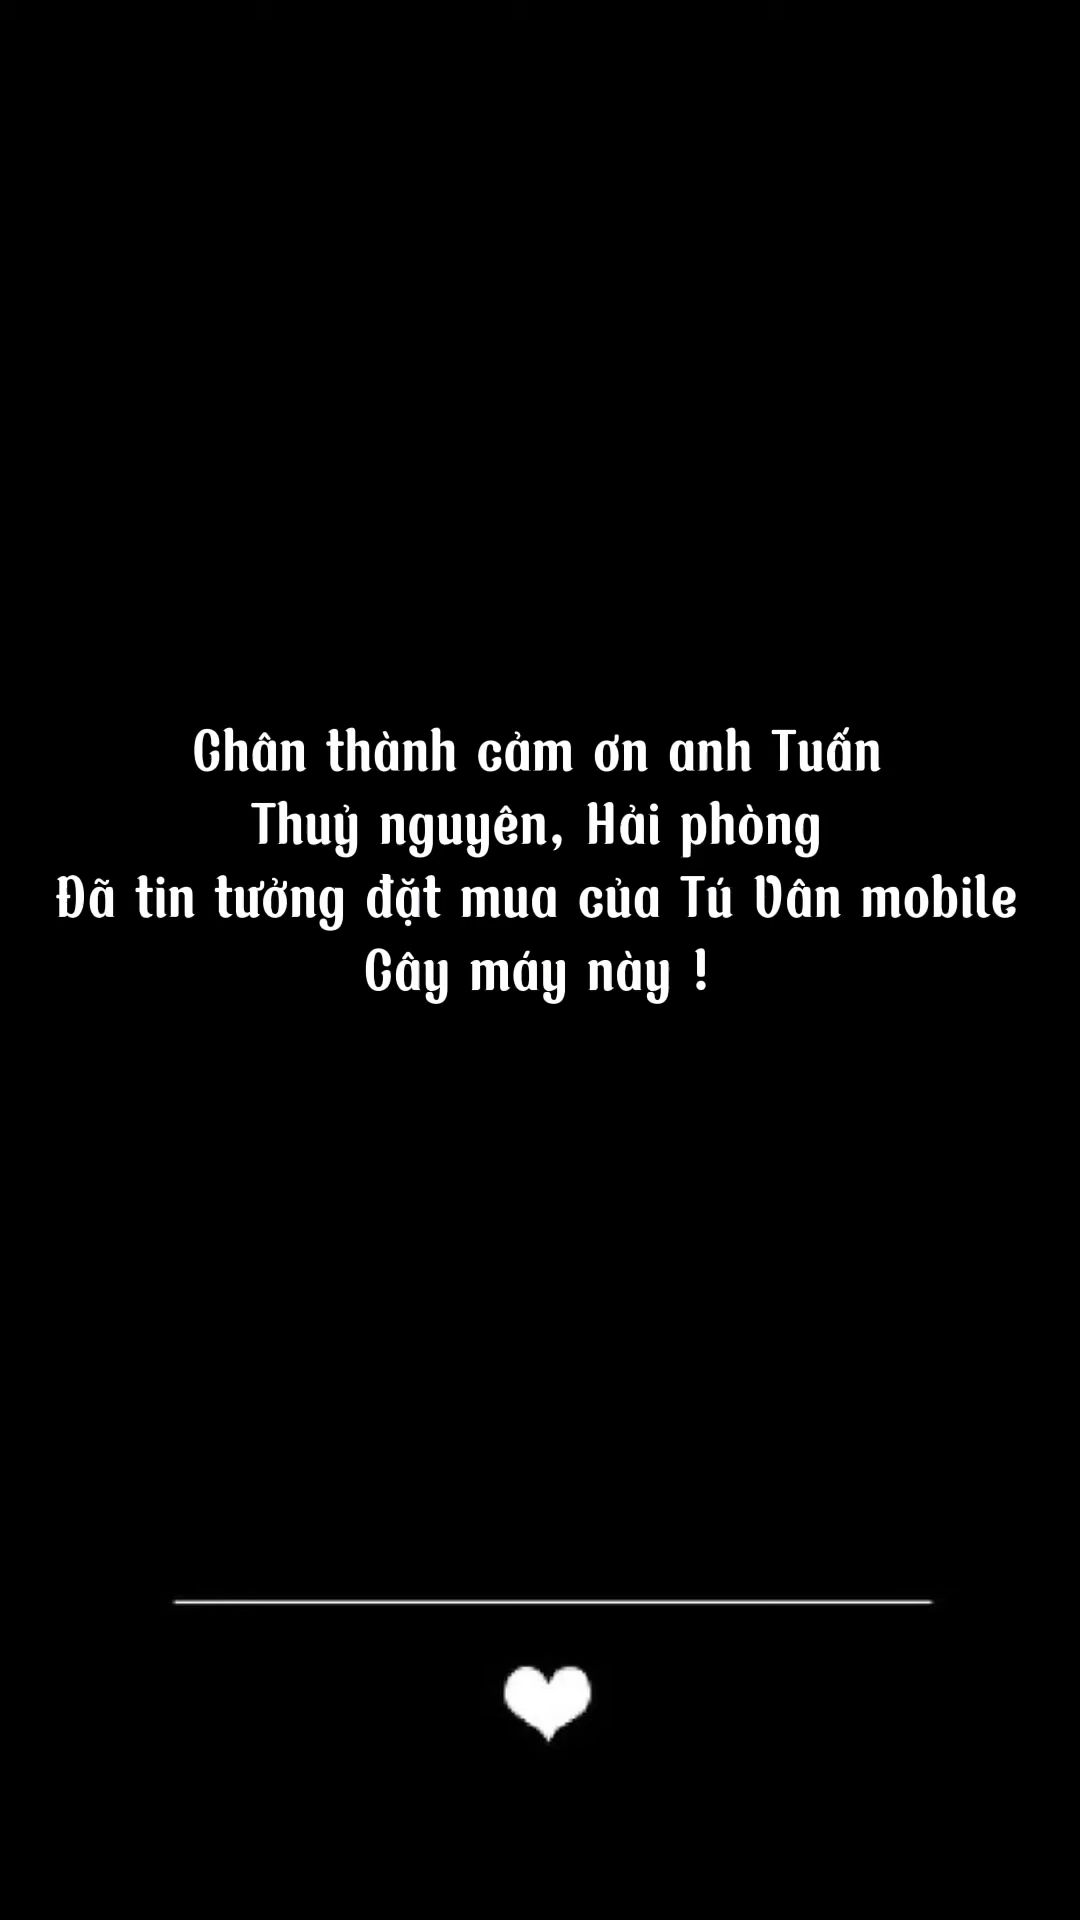 Chân thành cảm ơn anh Tuấn
Thuỷ nguyên, Hải phòng
Đã tin tưởng đặt mua của Tú Vân mobile
Cây máy này !